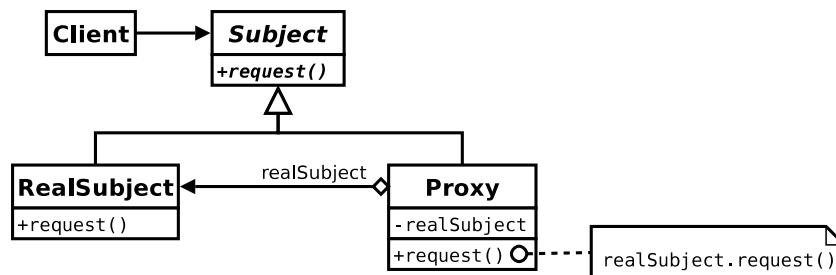 Client
Subject
+request()
realSubject
RealSubject
+request()
Proxy
-realSubject
+request()
realSubject.request()